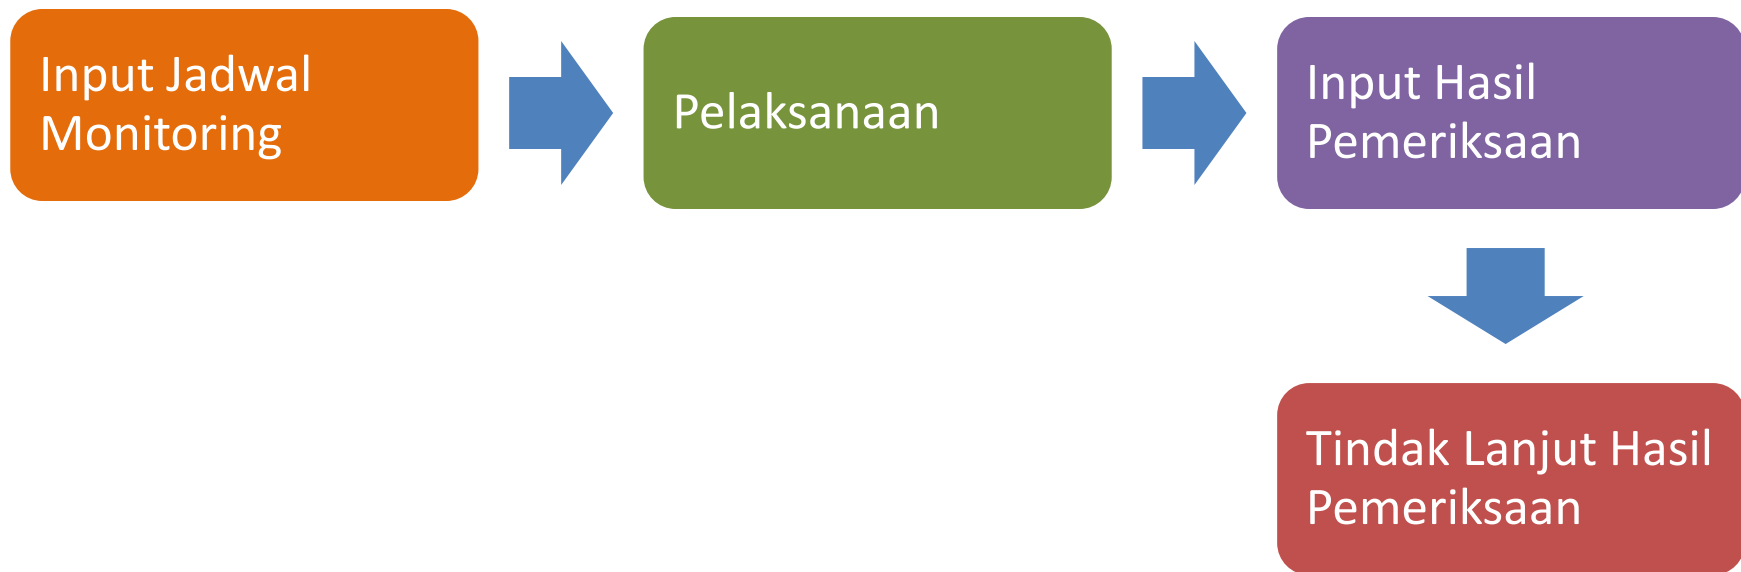 Input Jadwal
Monitoring
Pelaksanaan
Input Hasil
Pemeriksaan
Tindak Lanjut Hasil
Pemeriksaan